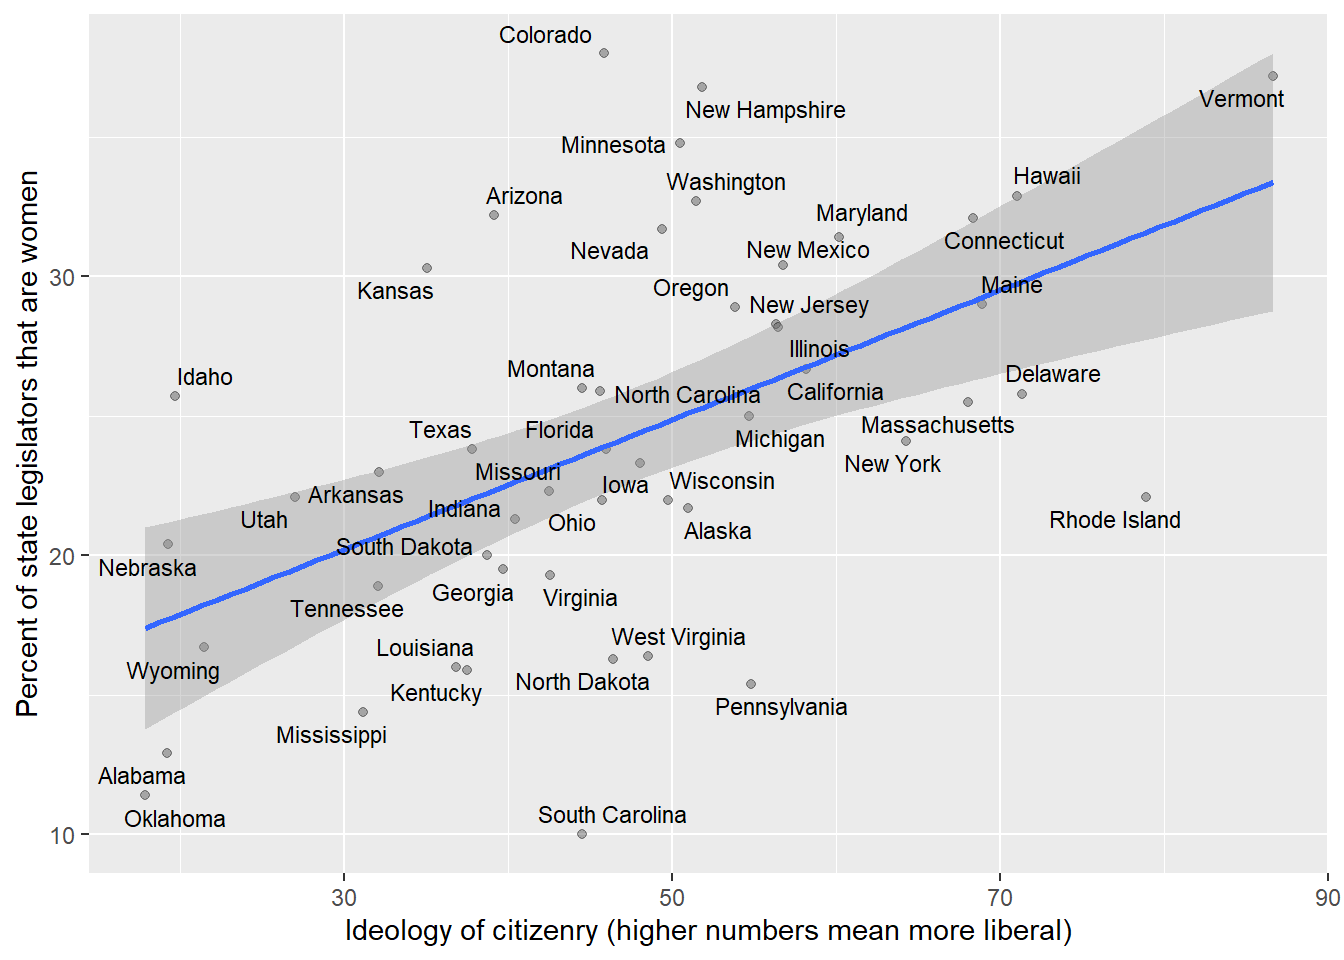 Colorado
New Hampshire
Vermont
Minnesota
Washington
Hawaii
Arizona
Maryland
Connecticut
Nevada
New Mexico
Kansas
Oregon
Maine
New Jersey
Illinois
Idaho
Montana
Delaware
North Carolina
California
Texas
Florida
Massachusetts
Michigan
New York
Missouri
Arkansas
Iowa
Wisconsin
Indiana
Utah
Ohio
Alaska
Rhode Island
South Dakota
Nebraska
Georgia
Virginia
Tennessee
West Virginia
Louisiana
Wyoming
North Dakota
Kentucky
Pennsylvania
Mississippi
Alabama
South Carolina
Oklahoma
30
20
10
Percent of state legislators that are women
30
50
70
90
Ideology of citizenry (higher numbers mean more liberal)